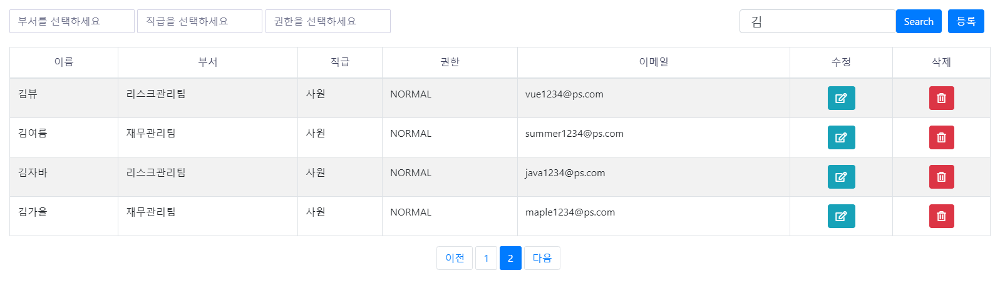 부서를 선택하세요 직급을 선택하세요 권한을 선택하세요 김 Search 등록
이름 부서 직급 권한 이메일 수정 삭제
김뷰 리스크관리팀 사원 NORMAL vue1234@ps.com
김여름 재무관리팀 사원 NORMAL summer1234@ps.com
김자바 리스크관리팀 사원 NORMAL java1234@ps.com
김가을 재무관리팀 사원 NORMAL maple1234@ps.com
이전 1 2 다음